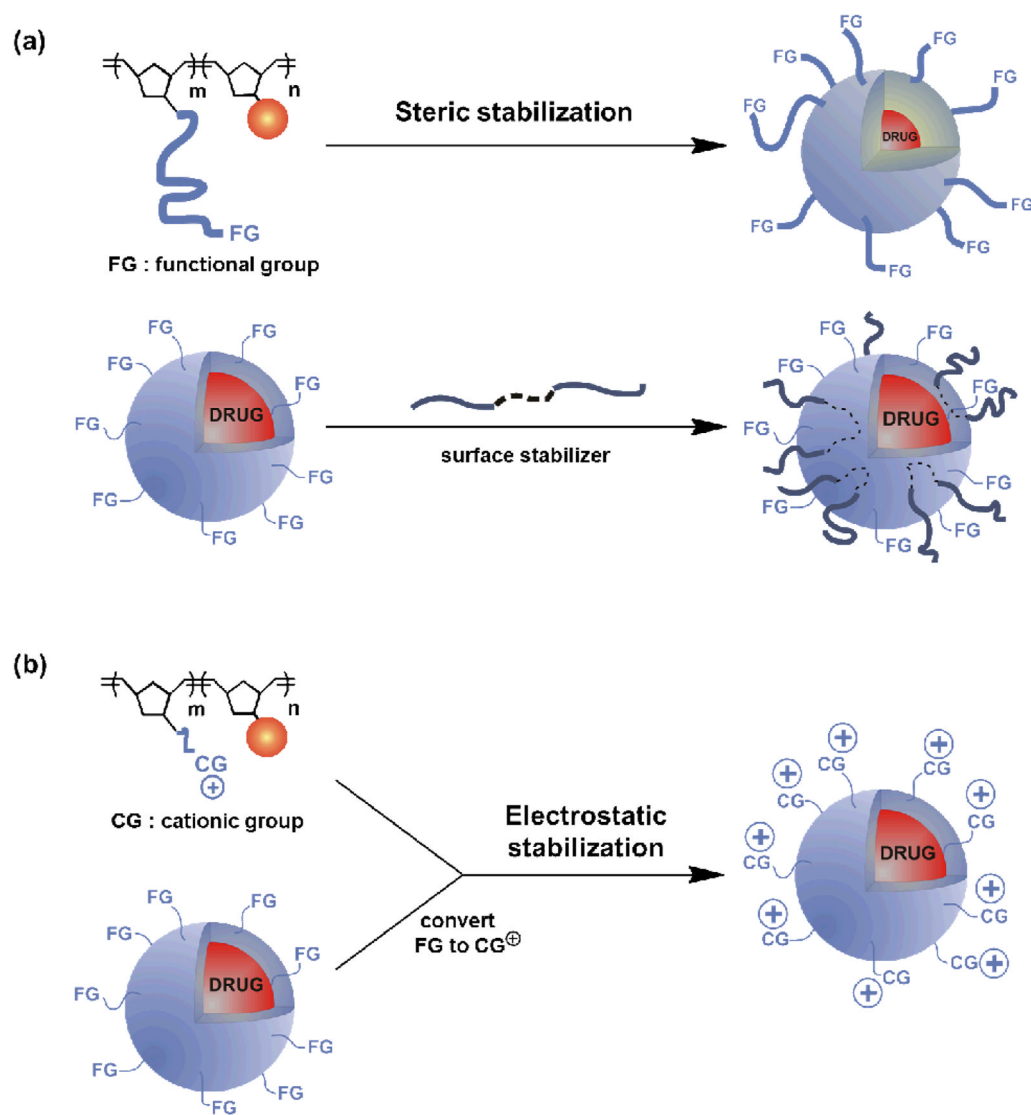 (a)
m
n
FG
FG : functional group
Steric stabilization
FG
FG
FG
FG
FG
FG
FG
FG
FG
FG
DRUG
FG
FG
FG
FG
FG
FG
FG
FG
FG
FG
DRUG
surface stabilizer
FG
FG
FG
FG
FG
FG
FG
FG
DRUG
(b)
m
n
CG
+
CG : cationic group
FG
FG
FG
FG
FG
FG
FG
FG
FG
FG
DRUG
Electrostatic
stabilization
convert
FG to CG⊕
+
CG
+
CG
+
CG
+
CG
+
CG
+
CG
+
CG
CG +
CG
+
DRUG